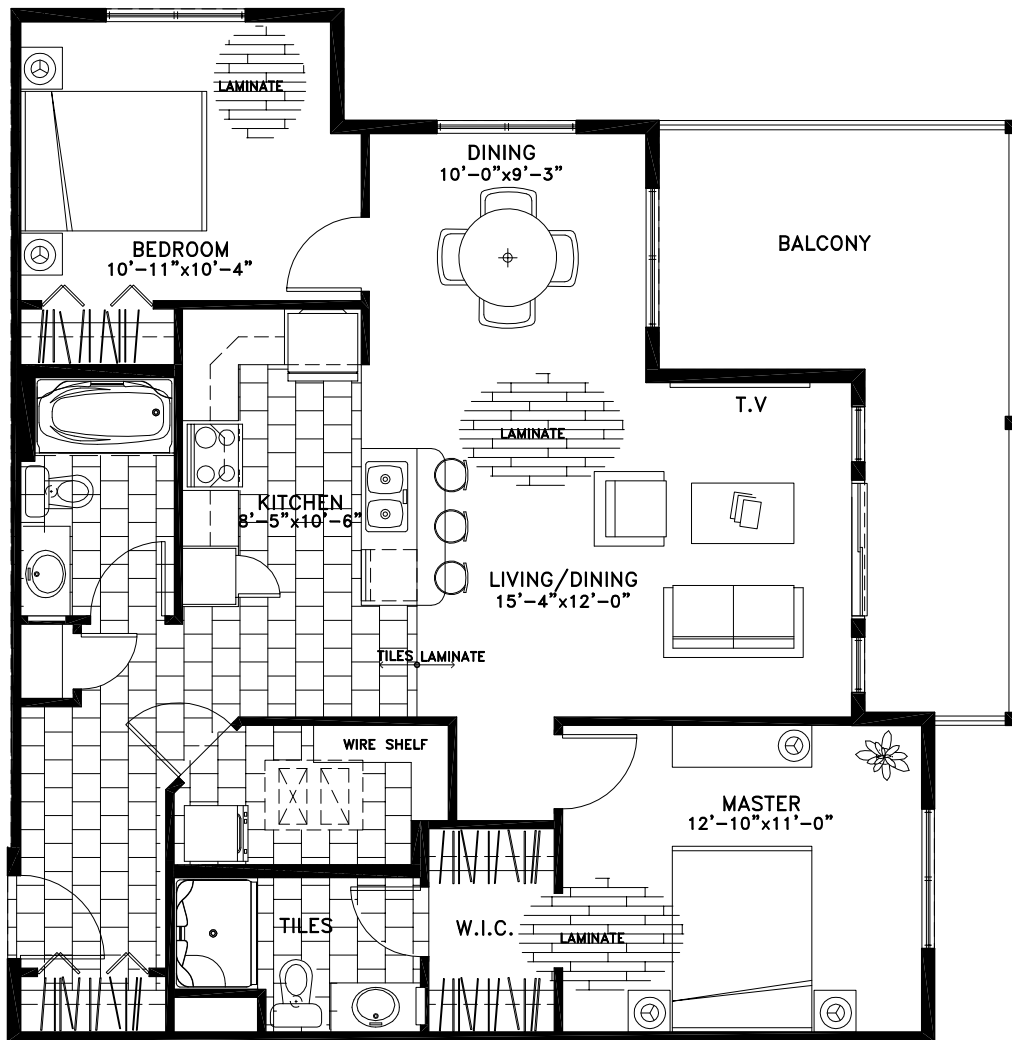 LAMINATE
DINING
10'-0"x9'-3"
BEDROOM
10'-11"x10'-4"
BALCONY
T.V
LAMINATE
KITCHEN
8'-5"x10'-6"
LIVING/DINING
15'-4"x12'-0"
TILES LAMINATE
WIRE SHELF
MASTER
12'-10"x11'-0"
TILES
W.I.C.
LAMINATE